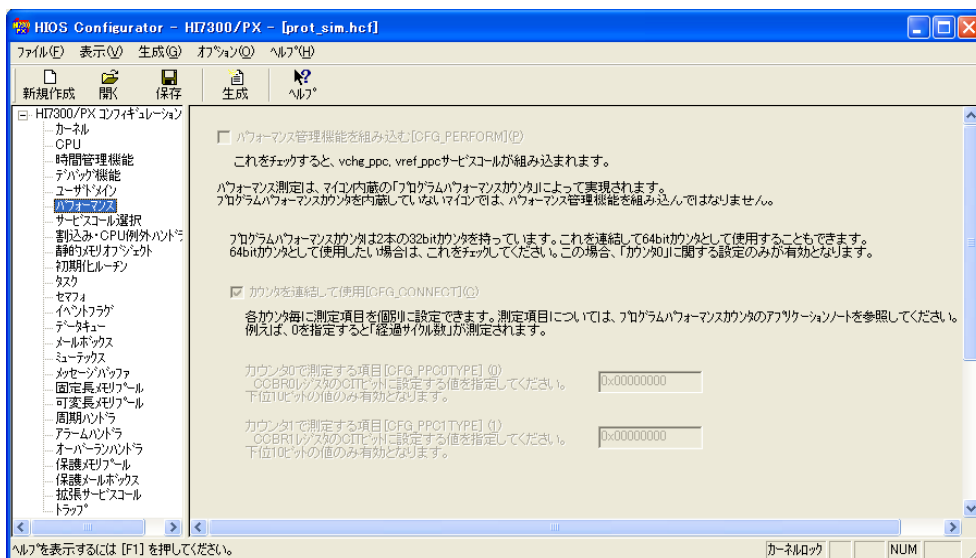 HIOS Configurator - HI7300/PX - [prot_sim.hcf]
ファイル(F) 表示(V) 生成(G) オプション(O) ヘルプ(H)
新規作成 開く 保存 生成 ヘルプ
HI7300/PX コンフィギュレーション
カーネル
CPU
時間管理機能
デバッグ機能
ユーザドメイン
パフォーマンス
サービスコール選択
割込み・CPU例外ハンドラ
静的メモリオブジェクト
初期化ルーチン
タスク
セマフォ
イベントフラグ
データキュー
メールボックス
ミューテックス
メッセージバッファ
固定長メモリプール
可変長メモリプール
周期ハンドラ
アラームハンドラ
オーバーランハンドラ
保護メモリプール
保護メールボックス
拡張サービスコール
トラップ
パフォーマンス管理機能を組み込む[CFG_PERFORM](P)
これをチェックすると、vchg_ppc, vref_ppcサービスコールが組み込まれます。
パフォーマンス測定は、マイコン内蔵の「プログラムパフォーマンスカウンタ」によって実現されます。
プログラムパフォーマンスカウンタを内蔵していないマイコンでは、パフォーマンス管理機能を組み込んではなりません。
プログラムパフォーマンスカウンタは2本の32bitカウンタを持っています。これを連結して64bitカウンタとして使用することもできます。
64bitカウンタとして使用したい場合は、これをチェックしてください。この場合、「カウンタ0」に関する設定のみが有効となります。
カウンタを連結して使用[CFG_CONNECT](C)
各カウンタ毎に測定項目を個別に設定できます。測定項目については、プログラムパフォーマンスカウンタのアプリケーションノートを参照してください。
例えば、0を指定すると「経過サイクル数」が測定されます。
カウンタ0で測定する項目[CFG_PPC0TYPE] (0)
CCBR0レジスタのCITビットに設定する値を指定してください。
下位10ビットの値のみ有効となります。
0x00000000
カウンタ1で測定する項目[CFG_PPC1TYPE] (1)
CCBR1レジスタのCITビットに設定する値を指定してください。
下位10ビットの値のみ有効となります。
0x00000000
ヘルプを表示するには [F1] を押してください。
カーネルロック NUM